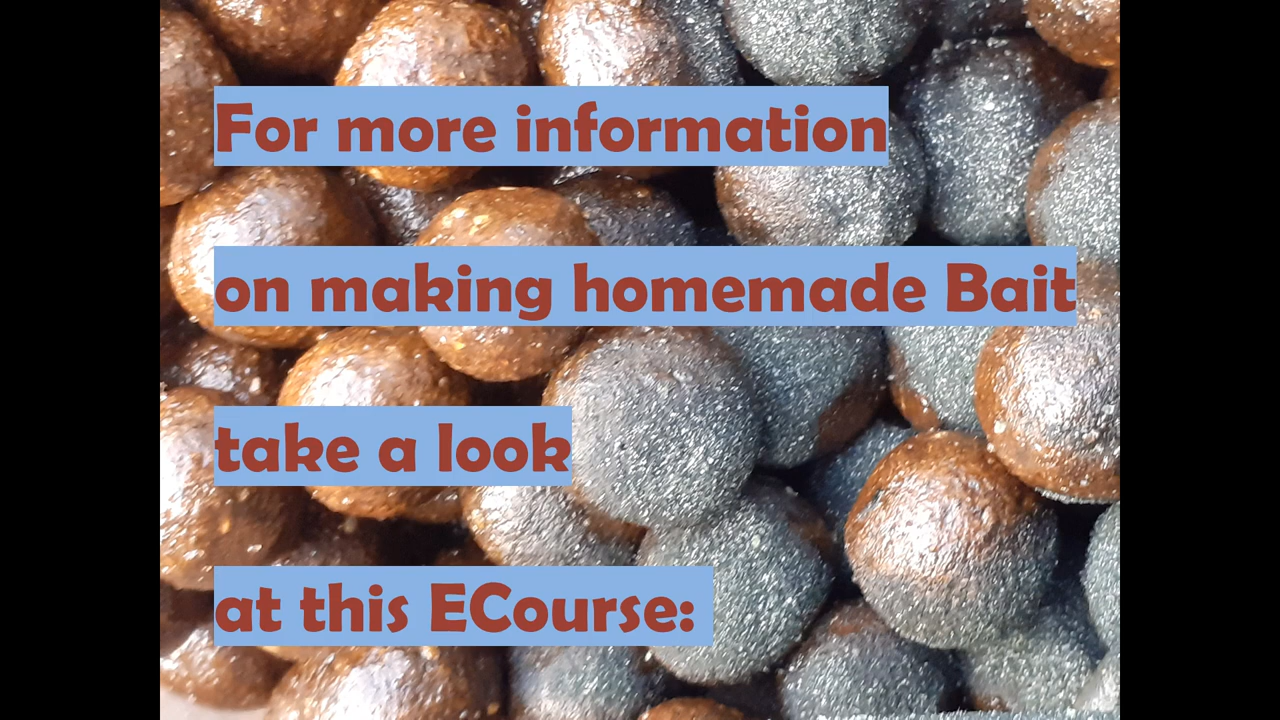 For more information
on making homemade Bait
take a look
at this ECourse: